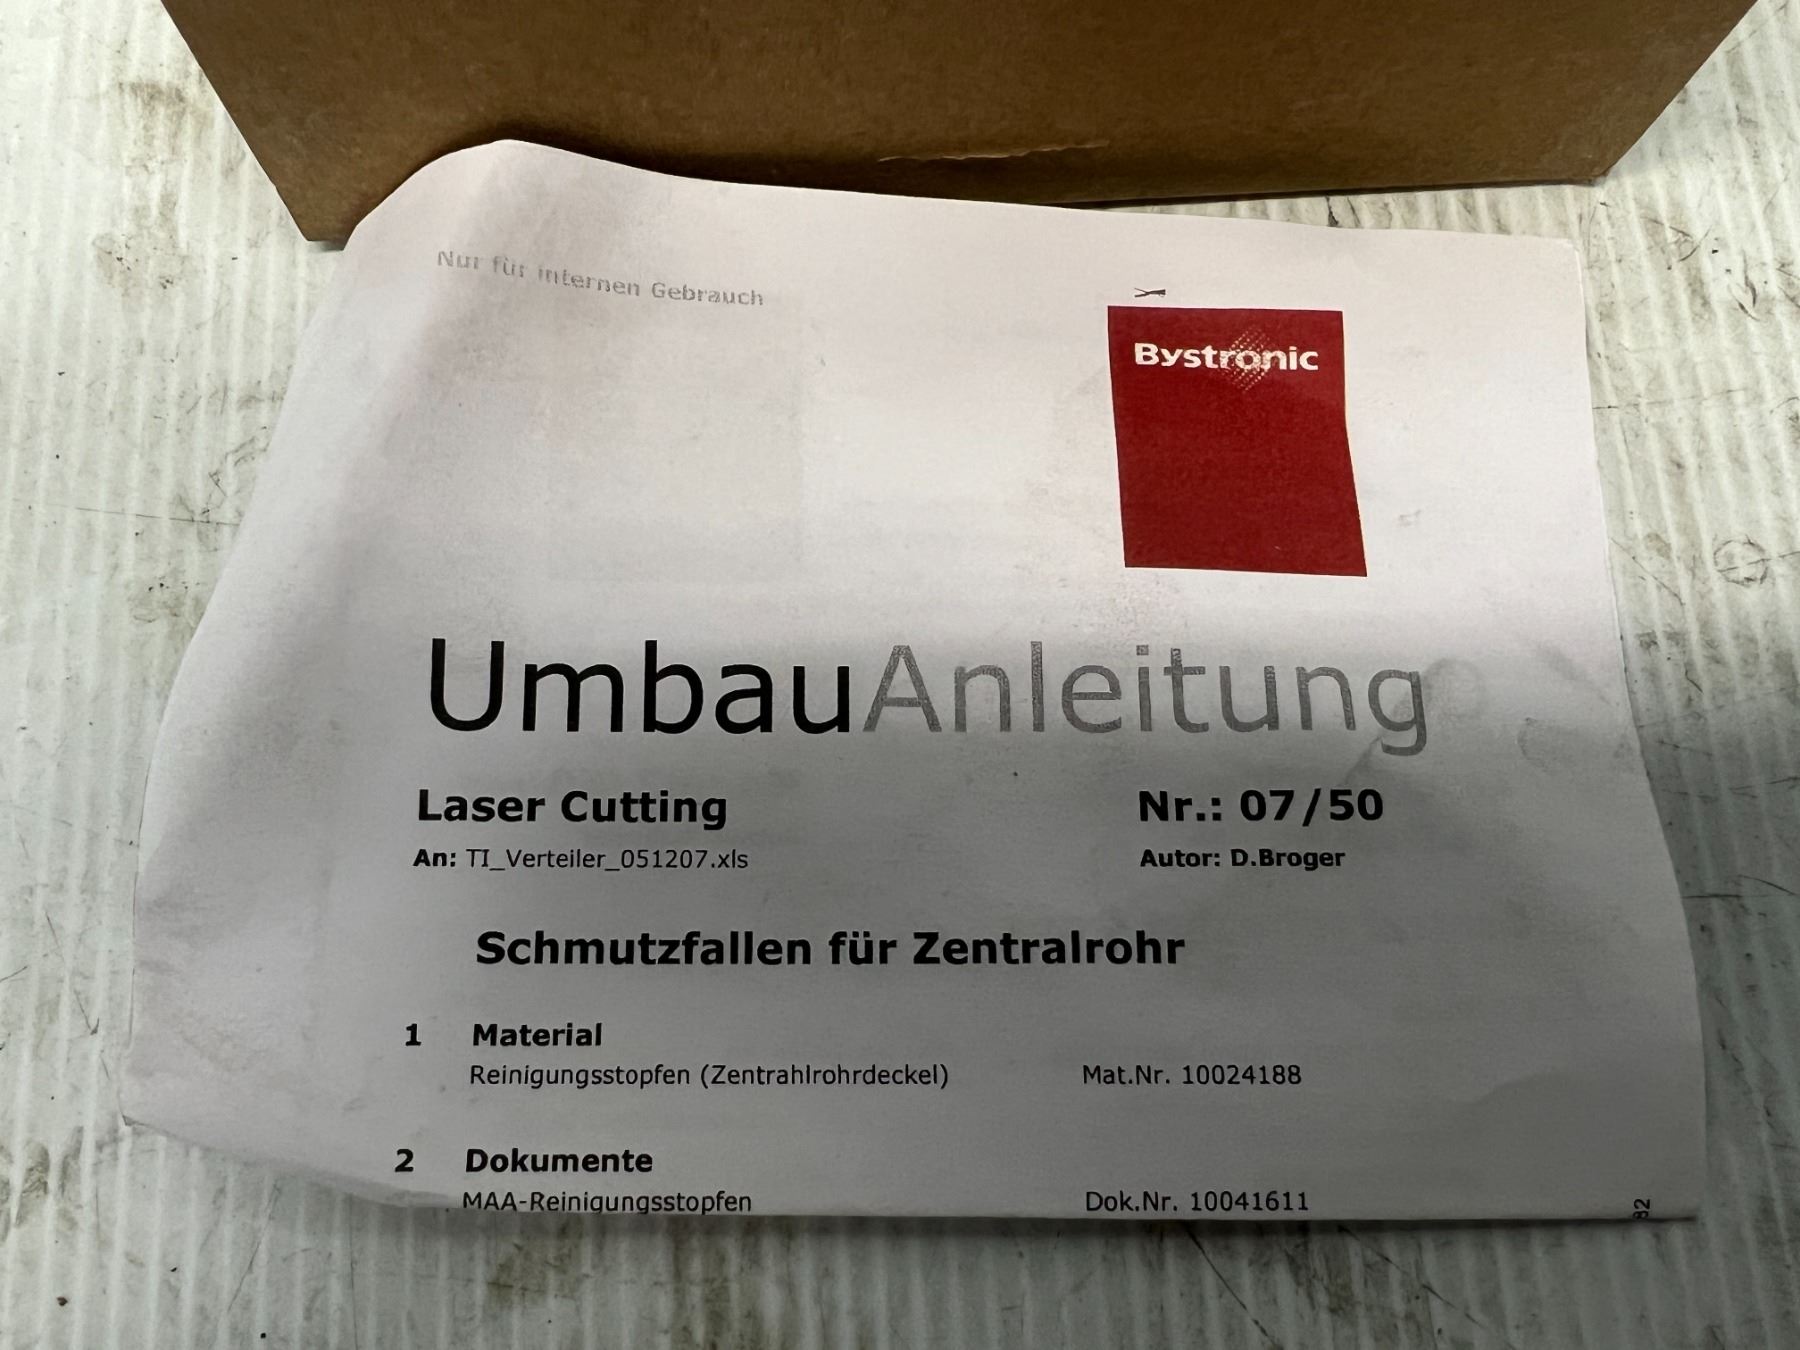 Nur für internen Gebrauch
Bystronic
UmbauAnleitung
Laser Cutting
Nr.: 07/50
An: TI_Verteiler_051207.xls
Autor: D.Broger
Schmutzfallen für Zentralrohr
1 Material
Reinigungsstopfen (Zentrahlrohrdeckel) Mat.Nr. 10024188
2 Dokumente
MAA-Reinigungsstopfen Dok.Nr. 10041611
82